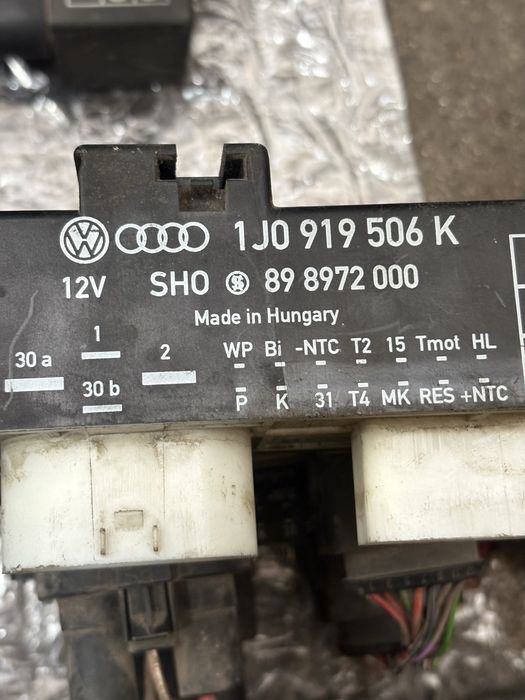 1J0 919 506 K
12V SHO 89 8972 000
Made in Hungary
30 a 1 2 WP Bi -NTC T2 15 Tmot HL
30 b P K 31 T4 MK RES +NTC